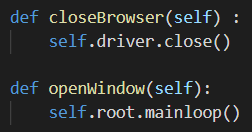 def closeBrowser(self) :
    self.driver.close()

def openWindow(self):
    self.root.mainloop()